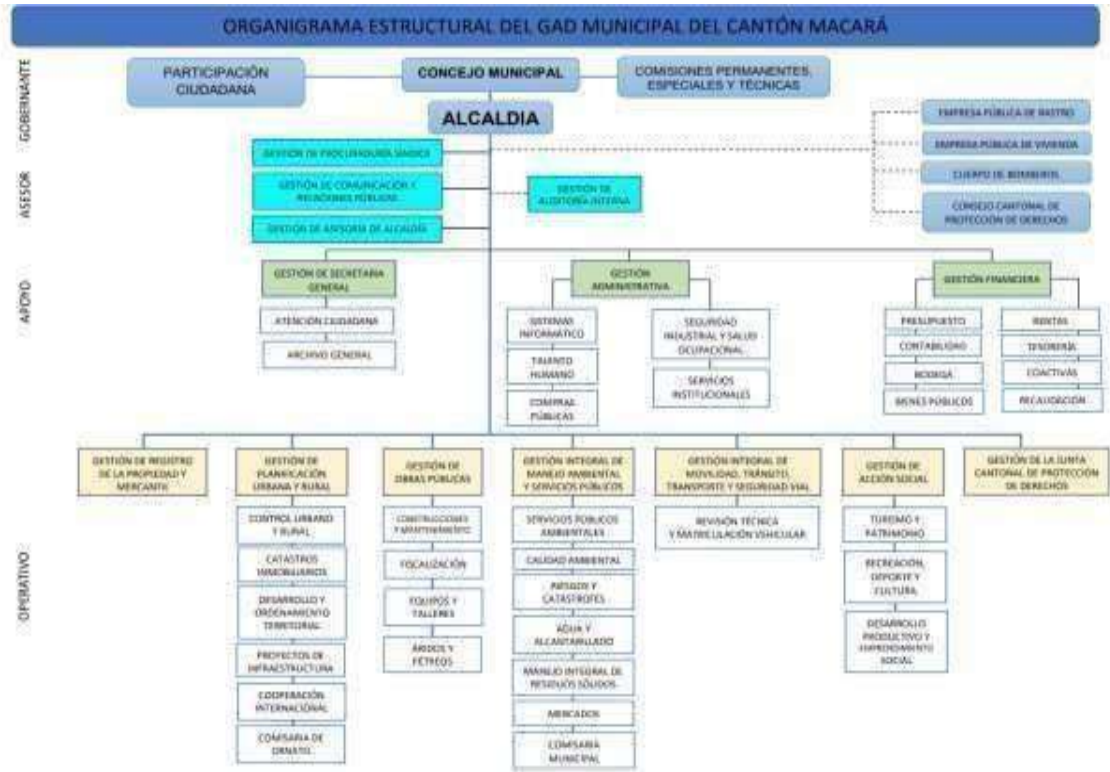 ORGANIGRAMA ESTRUCTURAL DEL GAD MUNICIPAL DEL CANTÓN MACARÁ
GOBERNANTE
PARTICIPACIÓN
CIUDADANA
CONCEJO MUNICIPAL
COMISIONES PERMANENTES,
ESPECIALES Y TÉCNICAS
ALCALDIA
EMPRESA PÚBLICA DE RASTRO
EMPRESA PÚBLICA DE VIVIENDA
CUERPO DE BOMBEROS
CONSEJO CANTONAL DE
PROTECCIÓN DE DERECHOS
ASESOR
GESTIÓN DE PROCURADURÍA SÍNDICA
GESTIÓN DE COMUNICACIÓN Y
RELACIONES PÚBLICAS
GESTIÓN DE
AUDITORÍA INTERNA
GESTIÓN DE ASESORÍA DE ALCALDÍA
APOYO
GESTIÓN DE SECRETARIA
GENERAL
ATENCIÓN CIUDADANA
ARCHIVO GENERAL
GESTIÓN
ADMINISTRATIVA
SISTEMAS
INFORMÁTICO
TALENTO
HUMANO
COMPRAS
PÚBLICAS
SEGURIDAD
INDUSTRIAL Y SALUD
OCUPACIONAL
SERVICIOS
INSTITUCIONALES
GESTIÓN FINANCIERA
PRESUPUESTO
CONTABILIDAD
BODEGA
BIENES PÚBLICOS
RENTAS
TESORERÍA
COACTIVAS
RECAUDACIÓN
OPERATIVO
GESTIÓN DE REGISTRO
DE LA PROPIEDAD Y
MERCANTIL
GESTIÓN DE
PLANIFICACIÓN
URBANA Y RURAL
CONTROL URBANO
Y RURAL
CATASTROS
INMOBILIARIOS
DESARROLLO Y
ORDENAMIENTO
TERRITORIAL
PROYECTOS DE
INFRAESTRUCTURA
COOPERACIÓN
INTERNACIONAL
COMISARIA DE
ORNATO
GESTIÓN DE
OBRAS PÚBLICAS
CONSTRUCCIONES
Y MANTENIMIENTO
FISCALIZACIÓN
EQUIPOS Y
TALLERES
ÁRIDOS Y
PÉTREOS
GESTIÓN INTEGRAL DE
MANEJO AMBIENTAL
Y SERVICIOS PÚBLICOS
SERVICIOS PÚBLICOS
AMBIENTALES
CALIDAD AMBIENTAL
RIESGOS Y
CATÁSTROFES
AGUA Y
ALCANTARILLADO
MANEJO INTEGRAL DE
RESIDUOS SÓLIDOS
MERCADOS
COMISARIA
MUNICIPAL
GESTIÓN INTEGRAL DE
MOVILIDAD, TRÁNSITO,
TRANSPORTE Y SEGURIDAD VIAL
REVISIÓN TÉCNICA
Y MATRICULACIÓN VEHICULAR
GESTIÓN DE
ACCIÓN SOCIAL
TURISMO Y
PATRIMONIO
RECREACIÓN,
DEPORTE Y
CULTURA
DESARROLLO
PRODUCTIVO Y
EMPRENDIMIENTO
SOCIAL
GESTIÓN DE LA JUNTA
CANTONAL DE PROTECCIÓN
DE DERECHOS